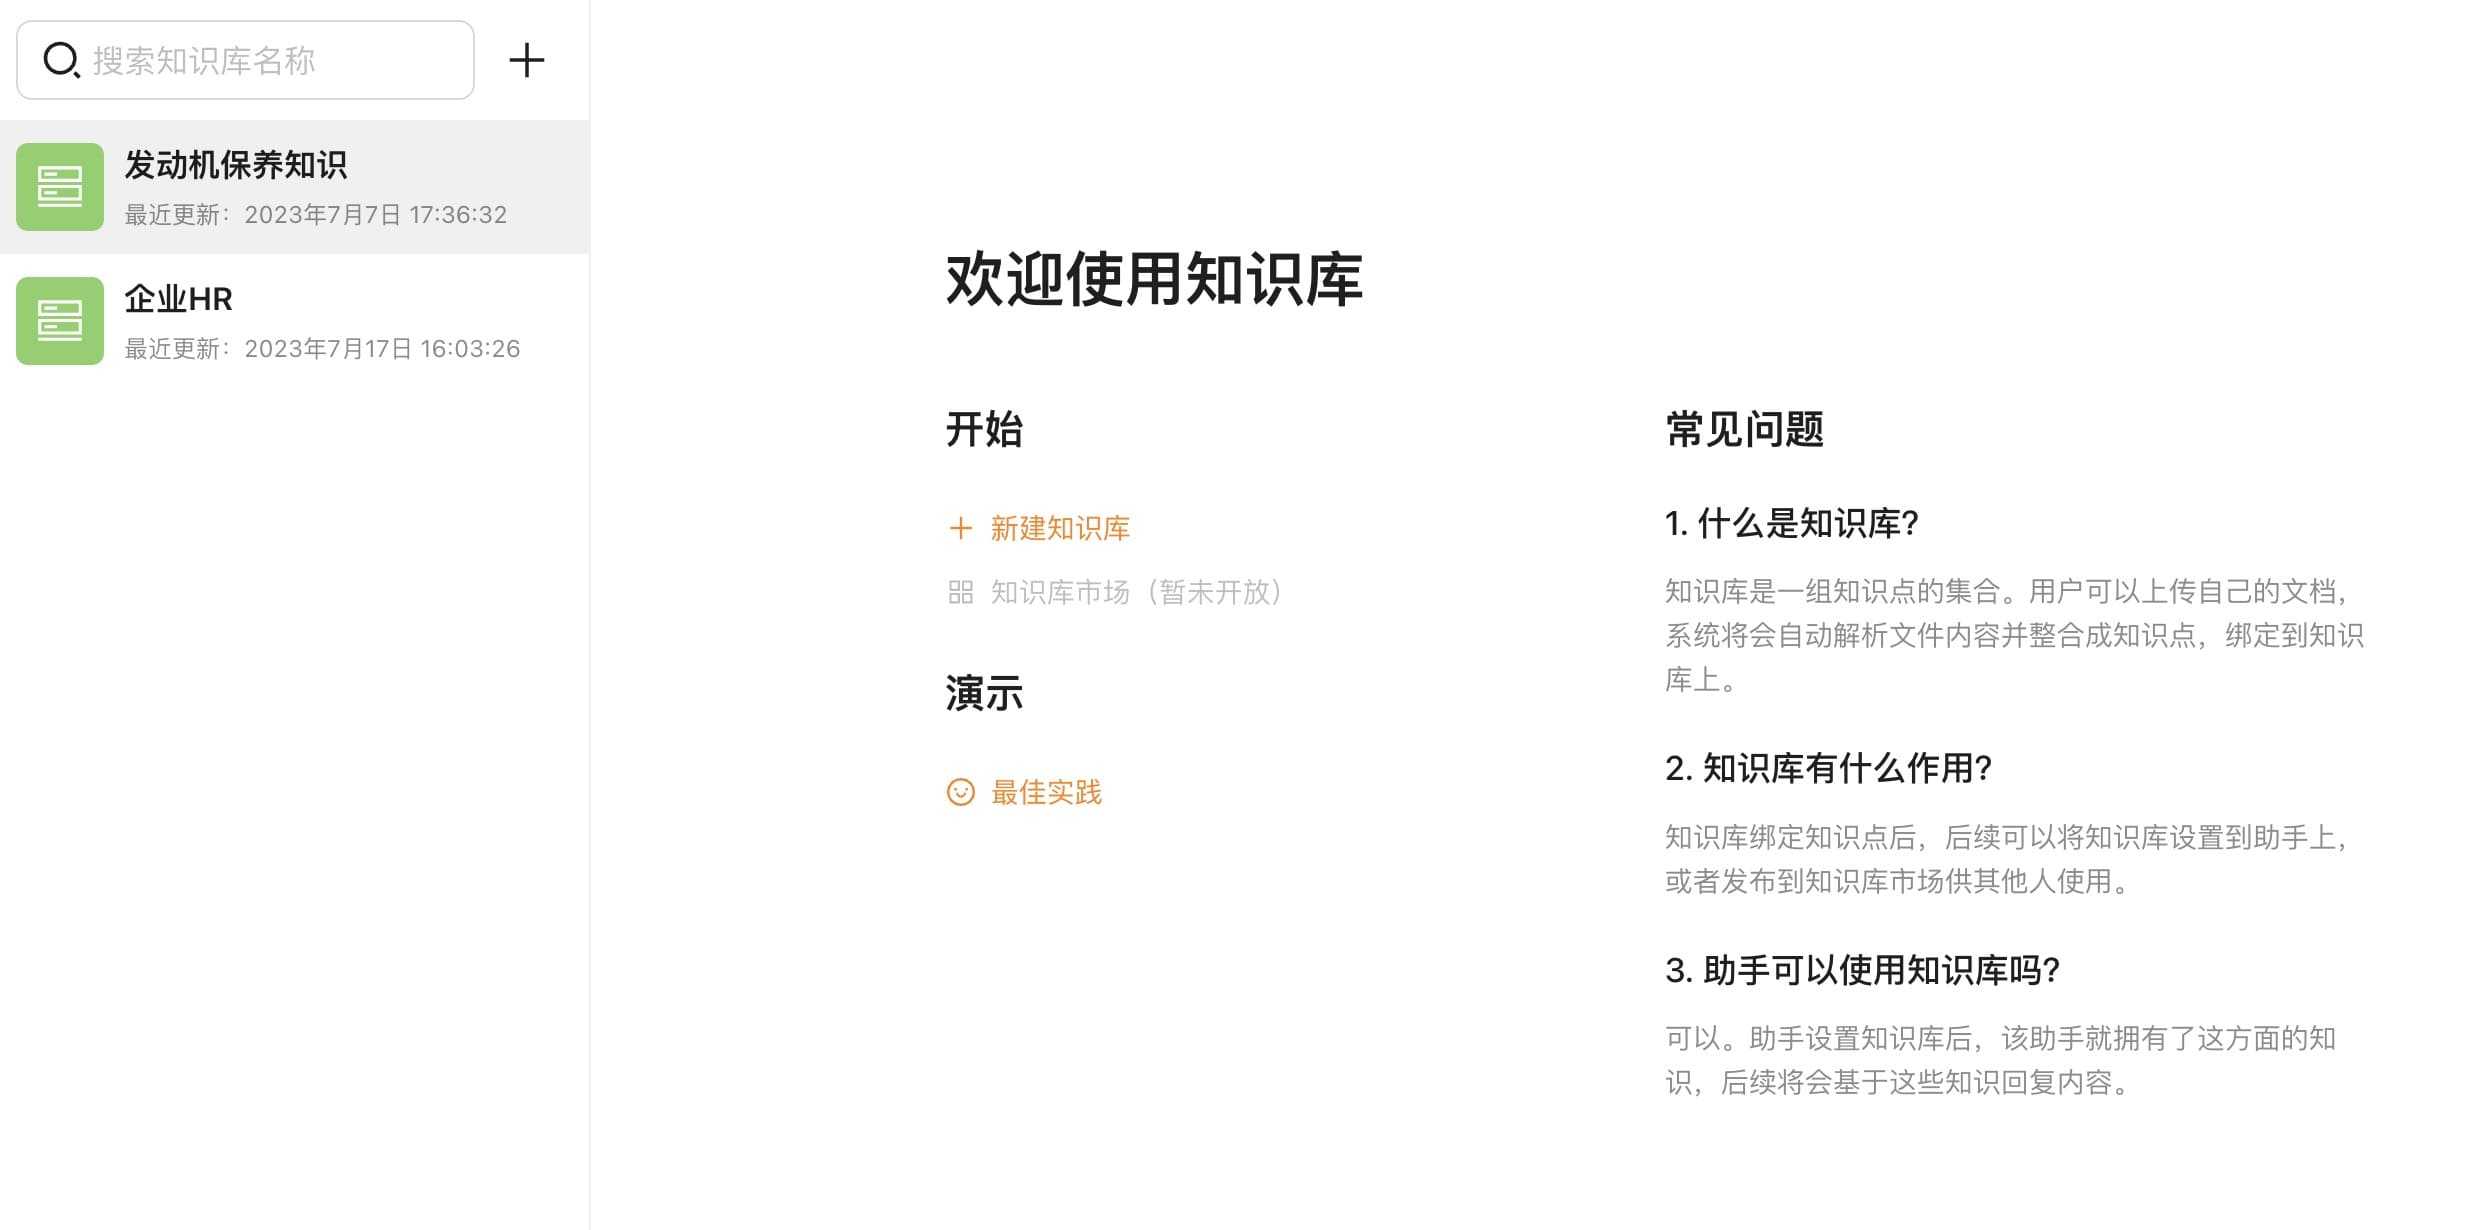 搜索知识库名称
发动机保养知识
最近更新：2023年7月7日 17:36:32
企业HR
最近更新：2023年7月17日 16:03:26
欢迎使用知识库
开始
新建知识库
知识库市场（暂未开放）
演示
最佳实践
常见问题
1. 什么是知识库?
知识库是一组知识点的集合。用户可以上传自己的文档，
系统将会自动解析文件内容并整合成知识点，绑定到知识
库上。
2. 知识库有什么作用?
知识库绑定知识点后，后续可以将知识库设置到助手上，
或者发布到知识库市场供其他人使用。
3. 助手可以使用知识库吗?
可以。助手设置知识库后，该助手就拥有了这方面的知
识，后续将会基于这些知识回复内容。